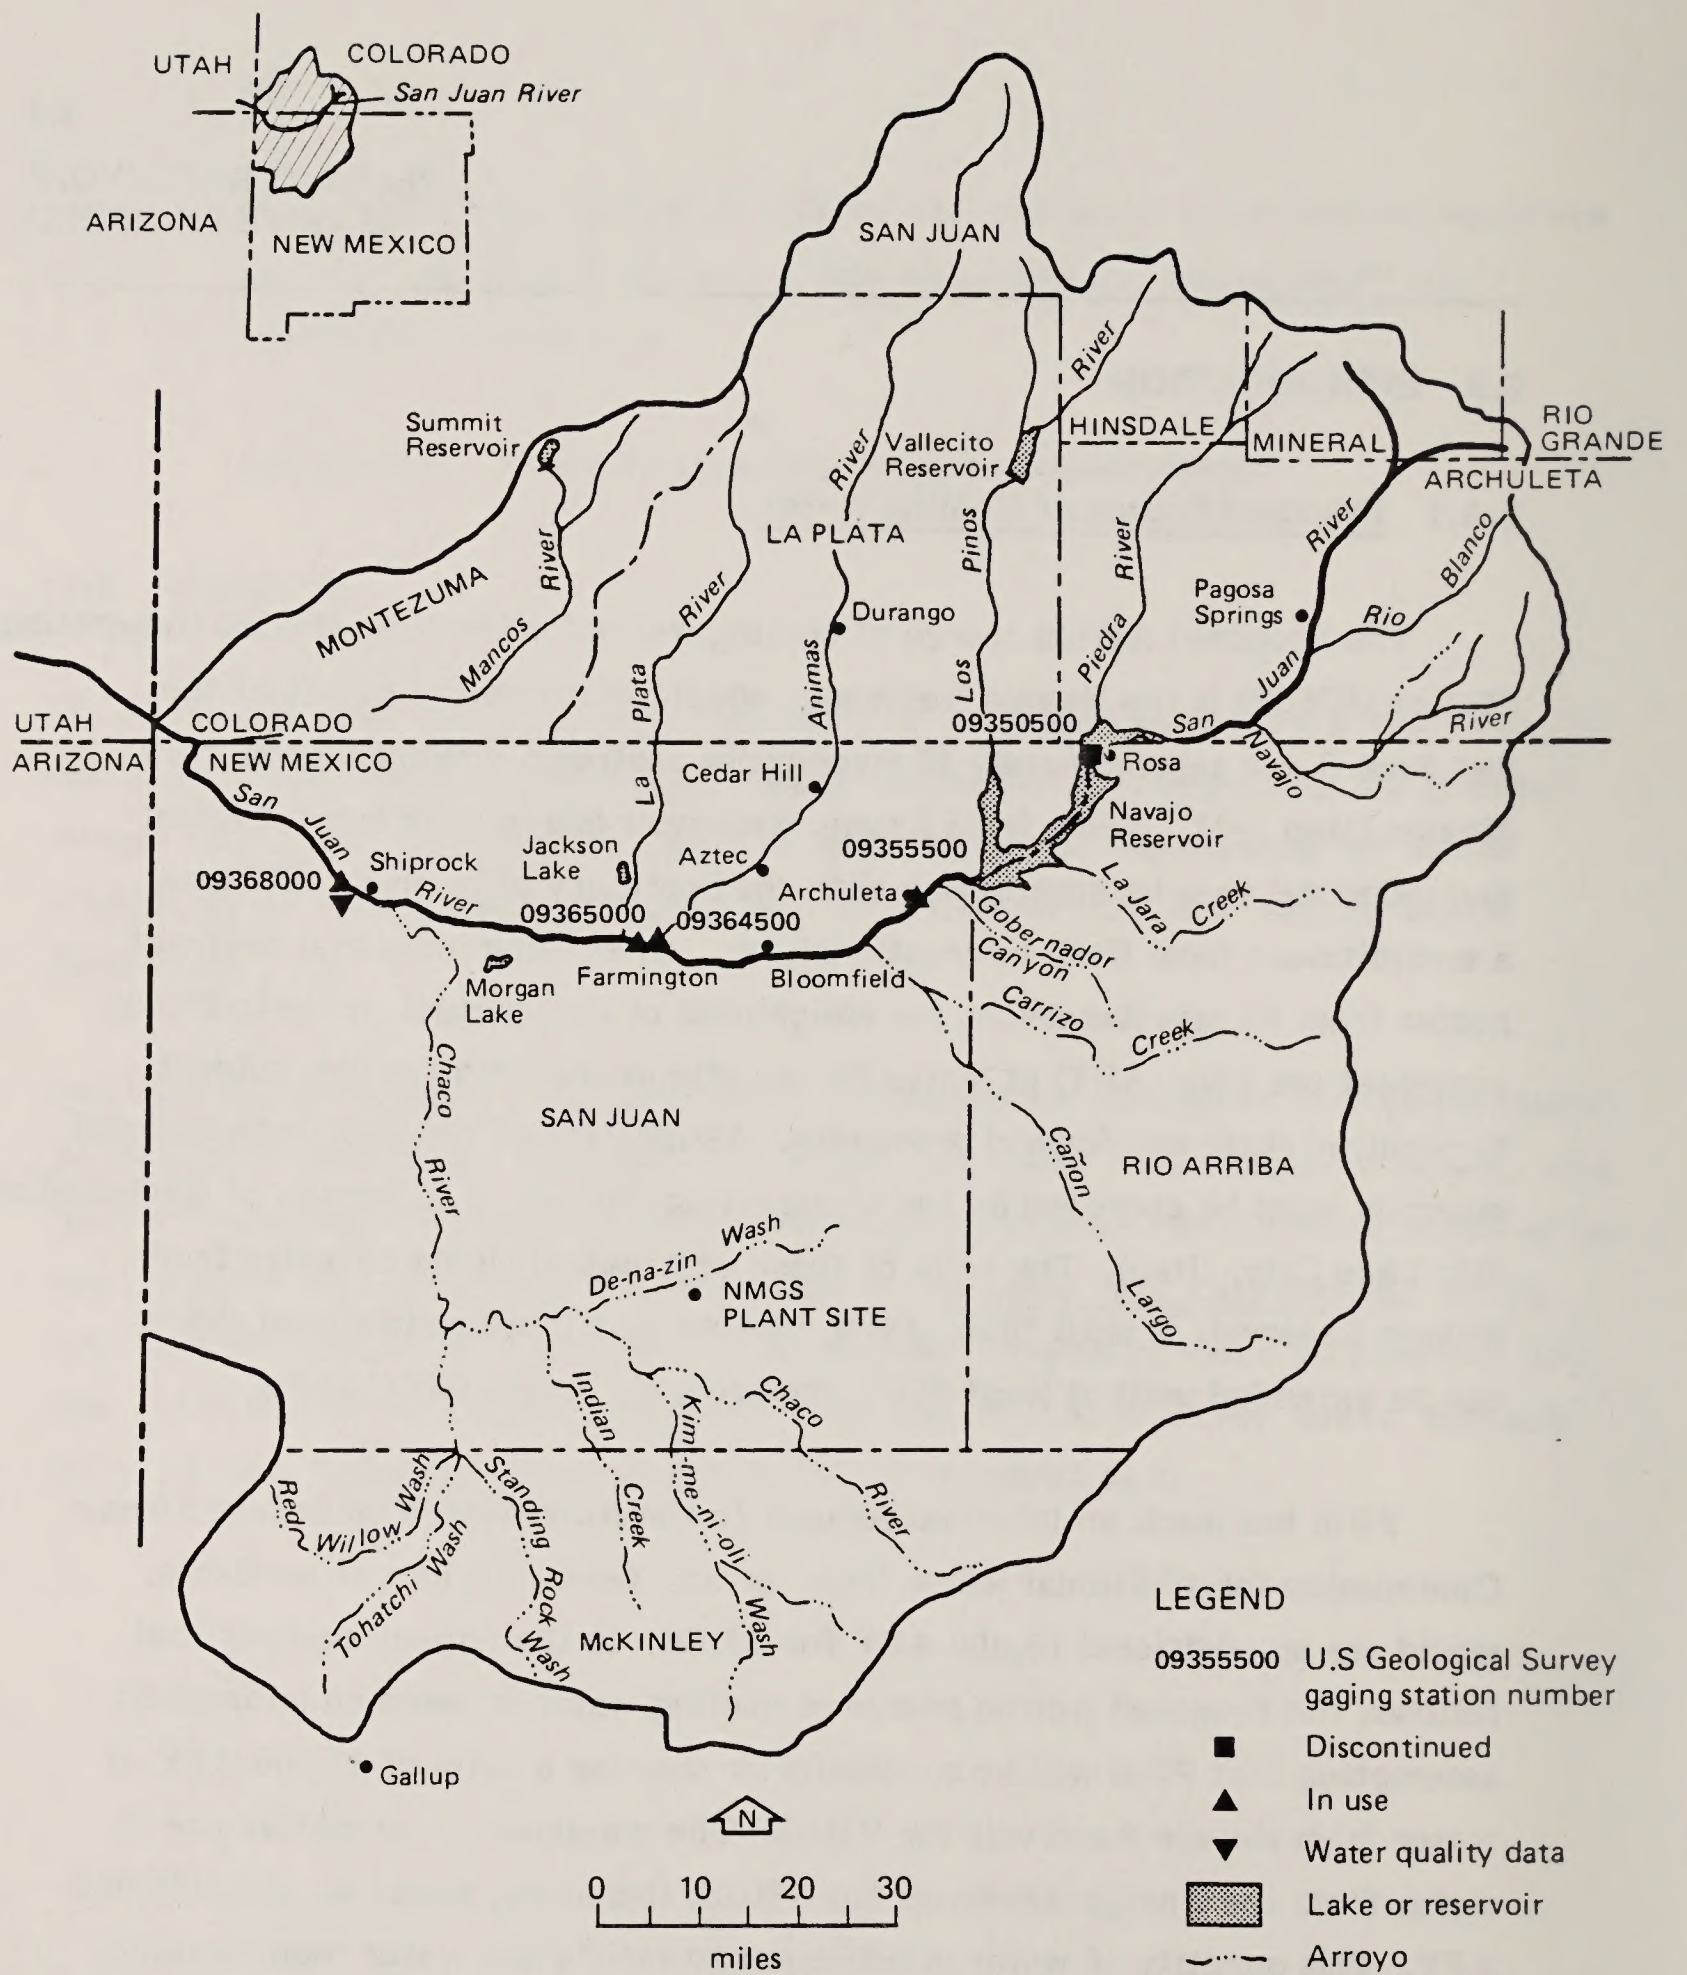 UTAH
COLORADO
San Juan River
ARIZONA
NEW MEXICO
SAN JUAN
River
Summit
Reservoir
Vallecito
Reservoir
HINSDALE
MINERAL
RIO
GRANDE
ARCHULETA
River
LA PLATA
River
River
Pinos
River
River
Blanco
MONTEZUMA
Mancos
Durango
Pagosa
Springs
Rio
Piedra
Juan
La Plata
Animas
Los
09350500
San
River
Navajo
UTAH
COLORADO
ARIZONA
NEW MEXICO
Cedar Hill
Rosa
San
Juan
La
Navajo
Reservoir
Jackson
Lake
Aztec
09355500
Shiprock
09368000
River
09365000
09364500
Archuleta
La Jara
Creek
Gobernador
Canyon
Farmington
Bloomfield
Morgan
Lake
Carrizo
Creek
Chaco
River
SAN JUAN
Cañon
Largo
RIO ARRIBA
De-na-zin
Wash
NMGS
PLANT SITE
Indian
Creek
Kim-me-ni-oli
Wash
Chaco
River
Red
Willow
Wash
Standing
Rock
Wash
Tohatchi
Wash
McKINLEY
Gallup
N
0 10 20 30
miles
LEGEND
09355500 U.S Geological Survey
gaging station number
Discontinued
In use
Water quality data
Lake or reservoir
Arroyo